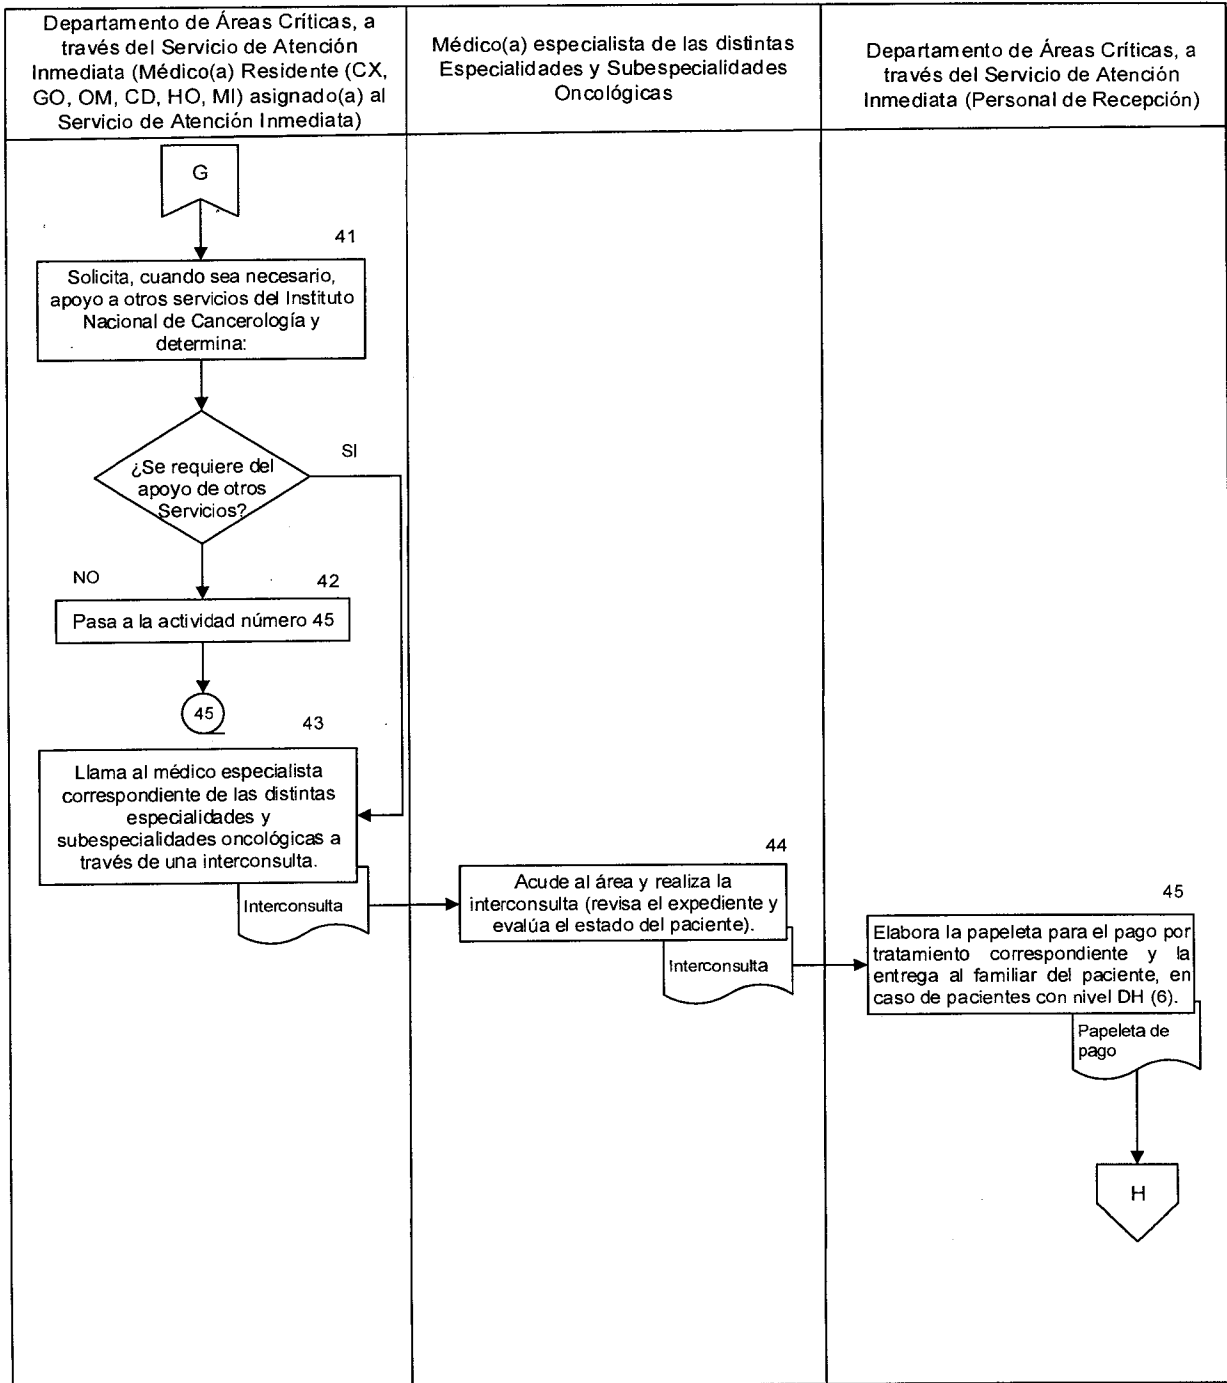 Departamento de Áreas Críticas, a
través del Servicio de Atención
Inmediata (Médico(a) Residente (CX,
GO, OM, CD, HO, MI) asignado(a) al
Servicio de Atención Inmediata)
Médico(a) especialista de las distintas
Especialidades y Subespecialidades
Oncológicas
Departamento de Áreas Críticas, a
través del Servicio de Atención
Inmediata (Personal de Recepción)
G
41
Solicita, cuando sea necesario,
apoyo a otros servicios del Instituto
Nacional de Cancerología y
determina:
¿Se requiere del
apoyo de otros
Servicios?
SI
NO
42
Pasa a la actividad número 45
45
43
Llama al médico especialista
correspondiente de las distintas
especialidades y
subespecialidades oncológicas a
través de una interconsulta.
Interconsulta
44
Acude al área y realiza la
interconsulta (revisa el expediente y
evalúa el estado del paciente).
Interconsulta
45
Elabora la papeleta para el pago por
tratamiento correspondiente y la
entrega al familiar del paciente, en
caso de pacientes con nivel DH (6).
Papeleta de
pago
H